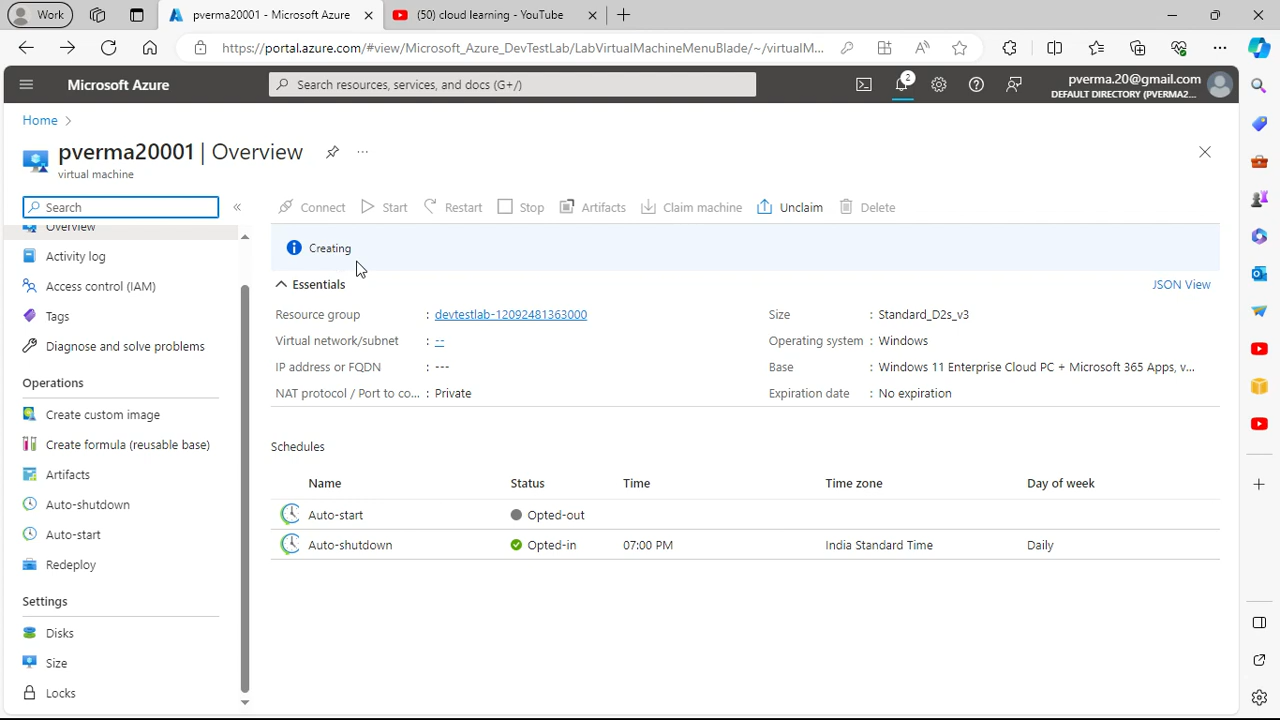 Work
pverma20001 - Microsoft Azure
(50) cloud learning - YouTube
https://portal.azure.com/#view/Microsoft_Azure_DevTestLab/LabVirtualMachineMenuBlade/~/virtualM...
Microsoft Azure
Search resources, services, and docs (G+/)
2
pverma.20@gmail.com
DEFAULT DIRECTORY (PVERMA2...
Home
pverma20001 | Overview
virtual machine
Search
Connect
Start
Restart
Stop
Artifacts
Claim machine
Unclaim
Delete
Overview
Activity log
Access control (IAM)
Tags
Diagnose and solve problems
Operations
Create custom image
Create formula (reusable base)
Artifacts
Auto-shutdown
Auto-start
Redeploy
Settings
Disks
Size
Locks
Creating
Essentials
JSON View
Resource group : devtestlab-12092481363000
Virtual network/subnet : --
IP address or FQDN : ---
NAT protocol / Port to co... : Private
Size : Standard_D2s_v3
Operating system : Windows
Base : Windows 11 Enterprise Cloud PC + Microsoft 365 Apps, v...
Expiration date : No expiration
Schedules
Name Status Time Time zone Day of week
Auto-start Opted-out
Auto-shutdown Opted-in 07:00 PM India Standard Time Daily